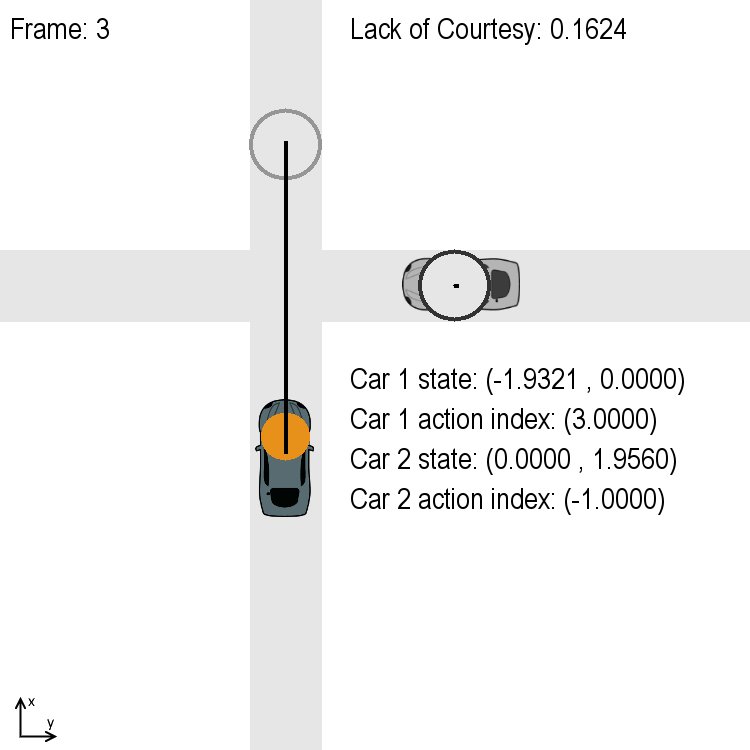 Frame: 3
Lack of Courtesy: 0.1624
Car 1 state: (-1.9321 , 0.0000)
Car 1 action index: (3.0000)
Car 2 state: (0.0000 , 1.9560)
Car 2 action index: (-1.0000)
x
y